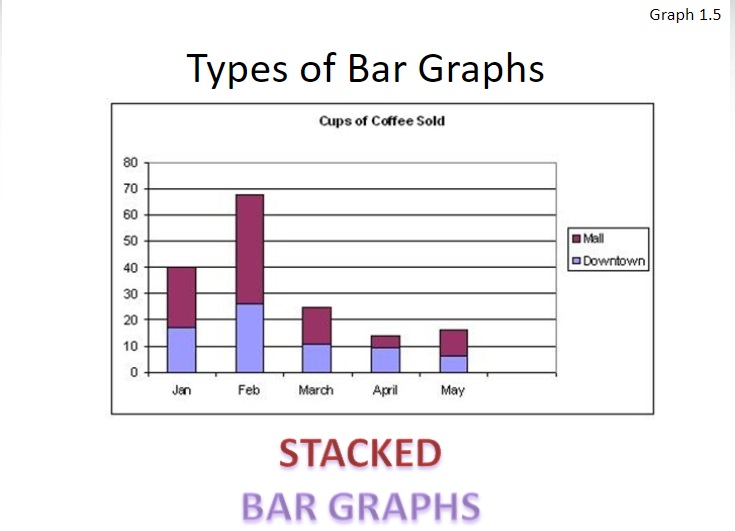 Graph 1.5
Types of Bar Graphs
Cups of Coffee Sold
80
70
60
50
40
30
20
10
0
Jan Feb March April May
Mall
Downtown
STACKED
BAR GRAPHS